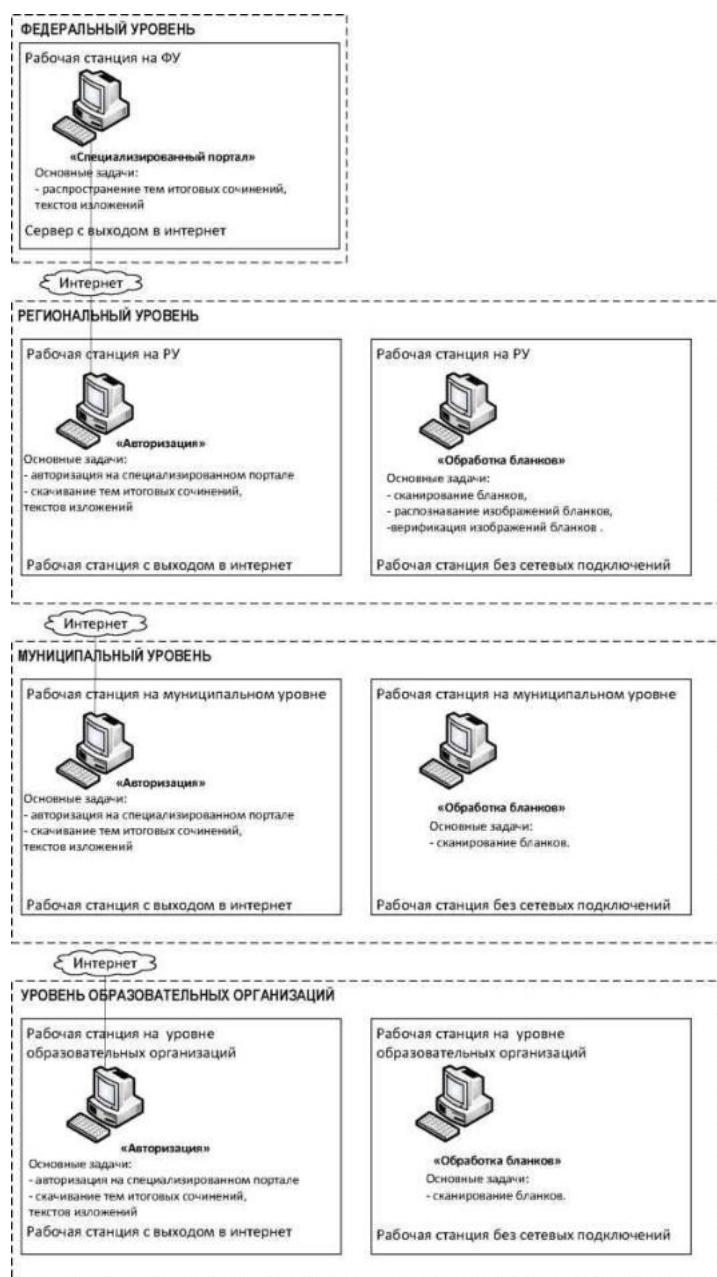 ФЕДЕРАЛЬНЫЙ УРОВЕНЬ
Рабочая станция на ФУ
«Специализированный портал»
Основные задачи:
- распространение тем итоговых сочинений,
текстов изложений
Сервер с выходом в интернет
Интернет
РЕГИОНАЛЬНЫЙ УРОВЕНЬ
Рабочая станция на РУ
«Авторизация»
Основные задачи:
- авторизация на специализированном портале
- скачивание тем итоговых сочинений,
текстов изложений
Рабочая станция с выходом в интернет
Рабочая станция на РУ
«Обработка бланков»
Основные задачи:
- сканирование бланков,
- распознавание изображений бланков,
-верификация изображений бланков .
Рабочая станция без сетевых подключений
Интернет
МУНИЦИПАЛЬНЫЙ УРОВЕНЬ
Рабочая станция на муниципальном уровне
«Авторизация»
Основные задачи:
- авторизация на специализированном портале
- скачивание тем итоговых сочинений,
текстов изложений
Рабочая станция с выходом в интернет
Рабочая станция на муниципальном уровне
«Обработка бланков»
Основные задачи:
- сканирование бланков.
Рабочая станция без сетевых подключений
Интернет
УРОВЕНЬ ОБРАЗОВАТЕЛЬНЫХ ОРГАНИЗАЦИЙ
Рабочая станция на уровне
образовательных организаций
«Авторизация»
Основные задачи:
- авторизация на специализированном портале
- скачивание тем итоговых сочинений,
текстов изложений
Рабочая станция с выходом в интернет
Рабочая станция на уровне
образовательных организаций
«Обработка бланков»
Основные задачи:
- сканирование бланков.
Рабочая станция без сетевых подключений